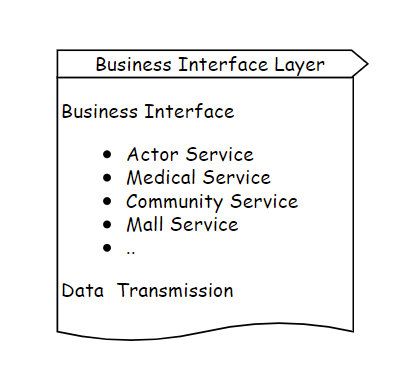 Business Interface Layer
Business Interface
• Actor Service
• Medical Service
• Community Service
• Mall Service
• ..
Data  Transmission